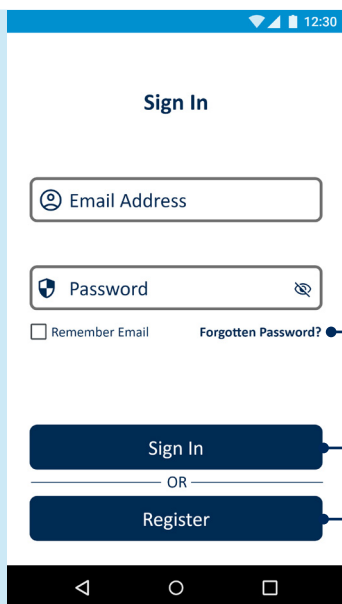 12:30
Sign In
Email Address
Password
Remember Email Forgotten Password?
Sign In
OR
Register